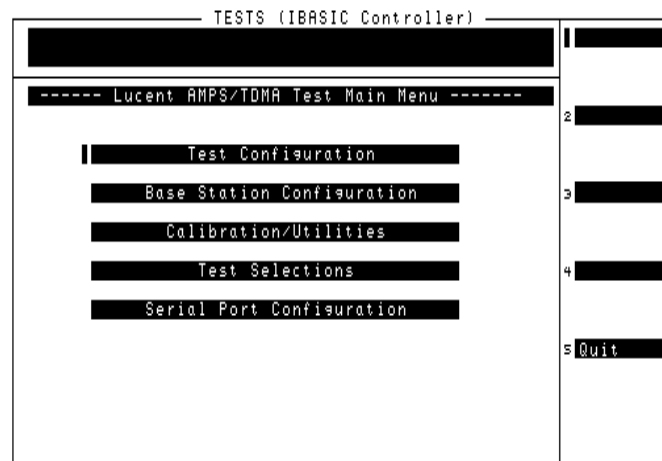 TESTS (IBASIC Controller)
------ Lucent AMPS/TDMA Test Main Menu -------
Test Configuration
Base Station Configuration
Calibration/Utilities
Test Selections
Serial Port Configuration
2
3
4
5 Quit